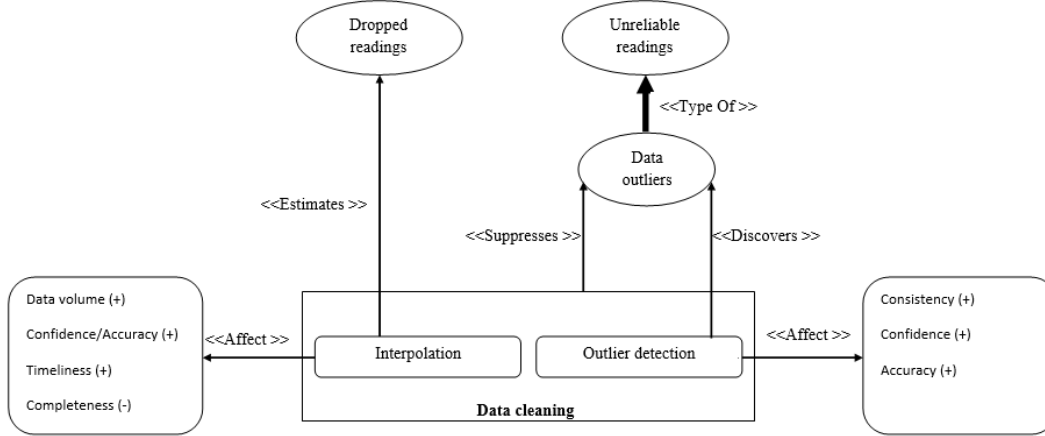 Dropped
readings
Unreliable
readings
<<Type Of >>
Data
outliers
<<Estimates >>
<<Suppresses >>
<<Discovers >>
Data volume (+)
Confidence/Accuracy (+)
Timeliness (+)
Completeness (-)
<<Affect >>
Interpolation
Outlier detection
Data cleaning
<<Affect >>
Consistency (+)
Confidence (+)
Accuracy (+)